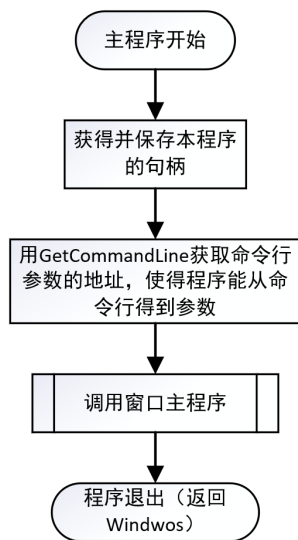 主程序开始
获得并保存本程序
的句柄
用GetCommandLine获取命令行
参数的地址，使得程序能从命
令行得到参数
调用窗口主程序
程序退出（返回
Windwos）